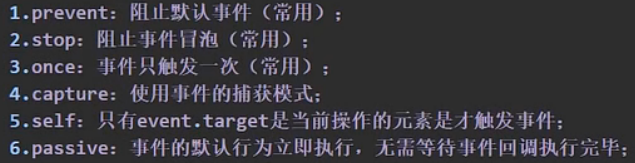 1.prevent: 阻止默认事件（常用）;
2.stop: 阻止事件冒泡（常用）;
3.once: 事件只触发一次（常用）;
4.capture: 使用事件的捕获模式;
5.self: 只有event.target是当前操作的元素是才触发事件;
6.passive: 事件的默认行为立即执行，无需等待事件回调执行完毕;